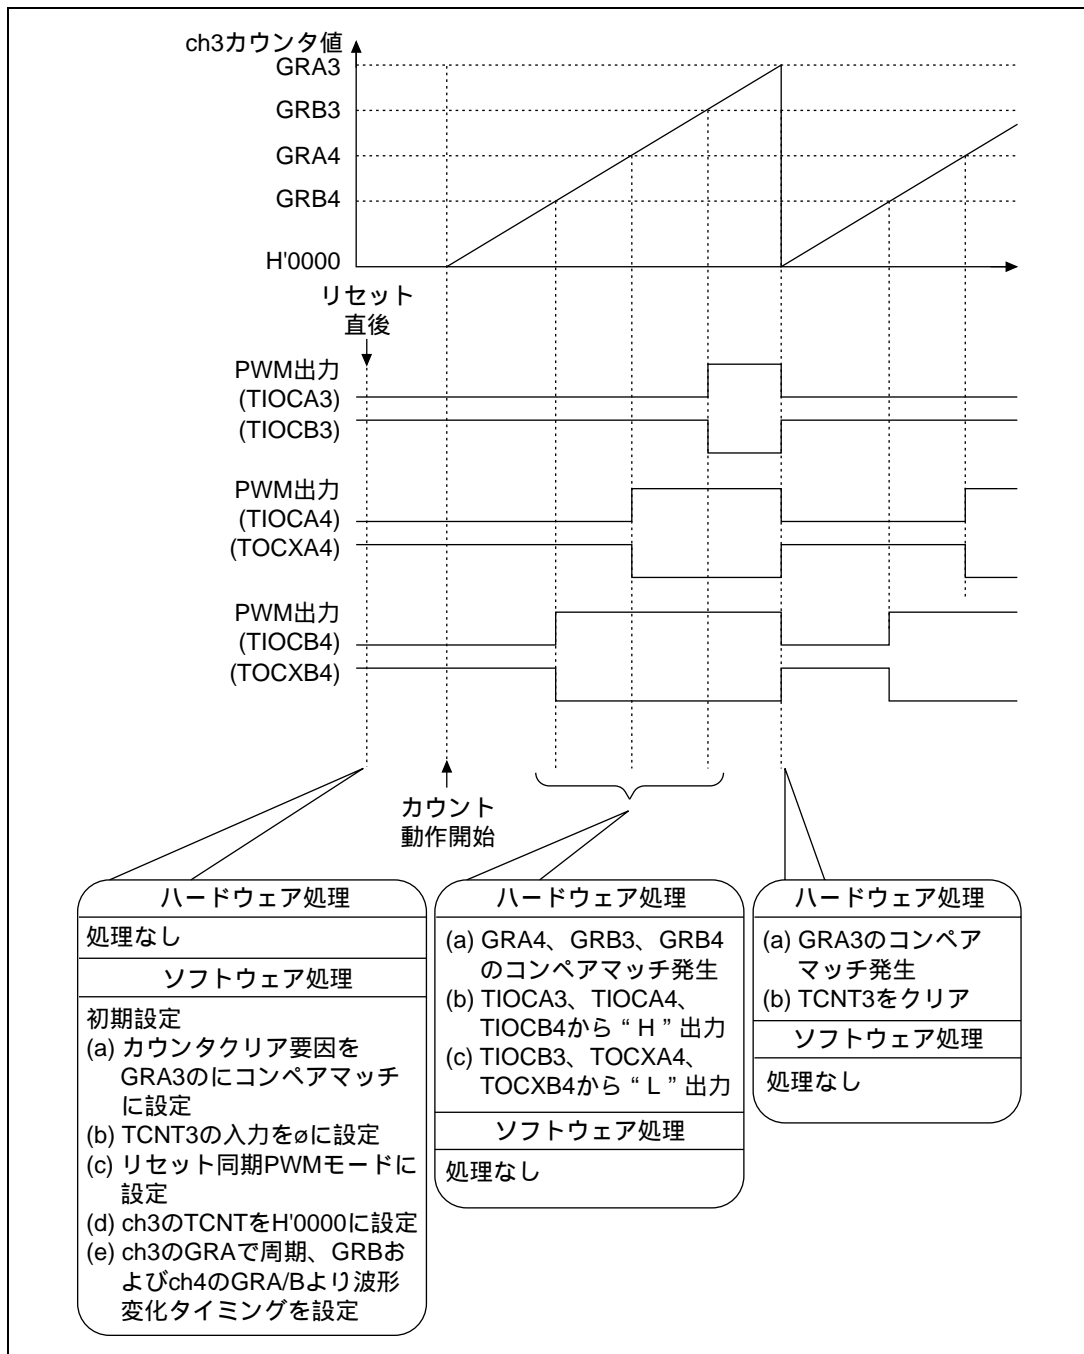 ch3カウンタ値
GRA3
GRB3
GRA4
GRB4
H'0000
リセット
直後
PWM出力
(TIOCA3)
(TIOCB3)
PWM出力
(TIOCA4)
(TOCXA4)
PWM出力
(TIOCB4)
(TOCXB4)
カウント
動作開始
ハードウェア処理
処理なし
ソフトウェア処理
初期設定
(a) カウンタクリア要因を
GRA3のにコンペアマッチ
に設定
(b) TCNT3の入力をøに設定
(c) リセット同期PWMモードに
設定
(d) ch3のTCNTをH'0000に設定
(e) ch3のGRAで周期、GRBお
よびch4のGRA/Bより波形
変化タイミングを設定
ハードウェア処理
(a) GRA4、GRB3、GRB4
のコンペアマッチ発生
(b) TIOCA3、TIOCA4、
TIOCB4から “ H ” 出力
(c) TIOCB3、TOCXA4、
TOCXB4から “ L ” 出力
ソフトウェア処理
処理なし
ハードウェア処理
(a) GRA3のコンペア
マッチ発生
(b) TCNT3をクリア
ソフトウェア処理
処理なし